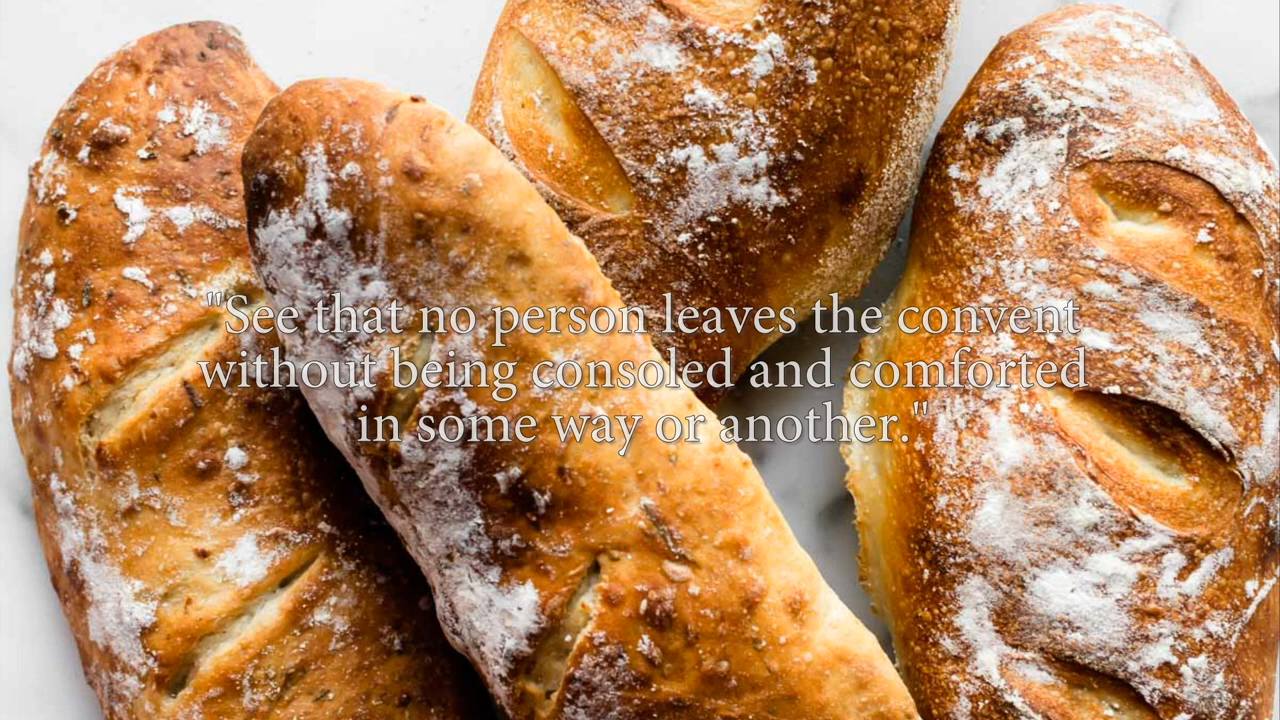 "See that no person leaves the convent
without being consoled and comforted
in some way or another."